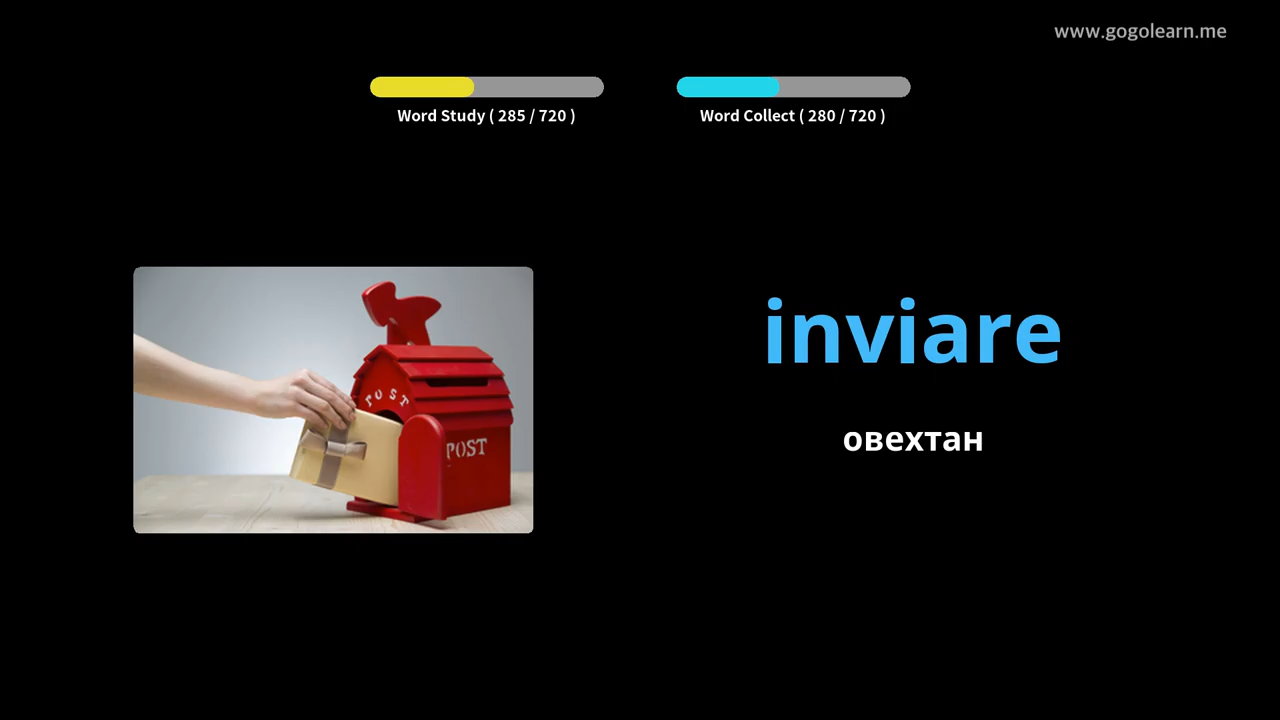 www.gogolearn.me
Word Study ( 285 / 720 )
Word Collect ( 280 / 720 )
POST
POST
inviare
овехтан